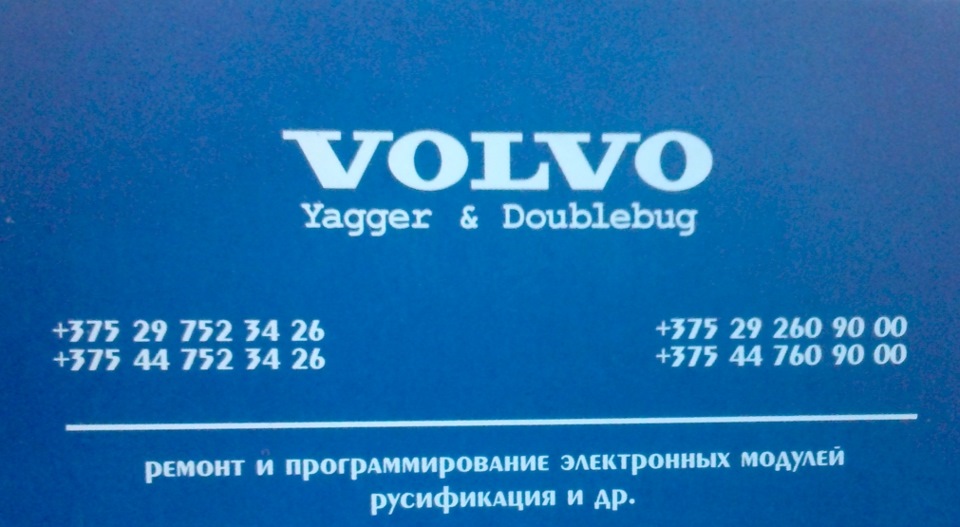 VOLVO
Yagger & Doublebug
+375 29 752 34 26
+375 44 752 34 26
+375 29 260 90 00
+375 44 760 90 00
ремонт и программирование электронных модулей
русификация и др.